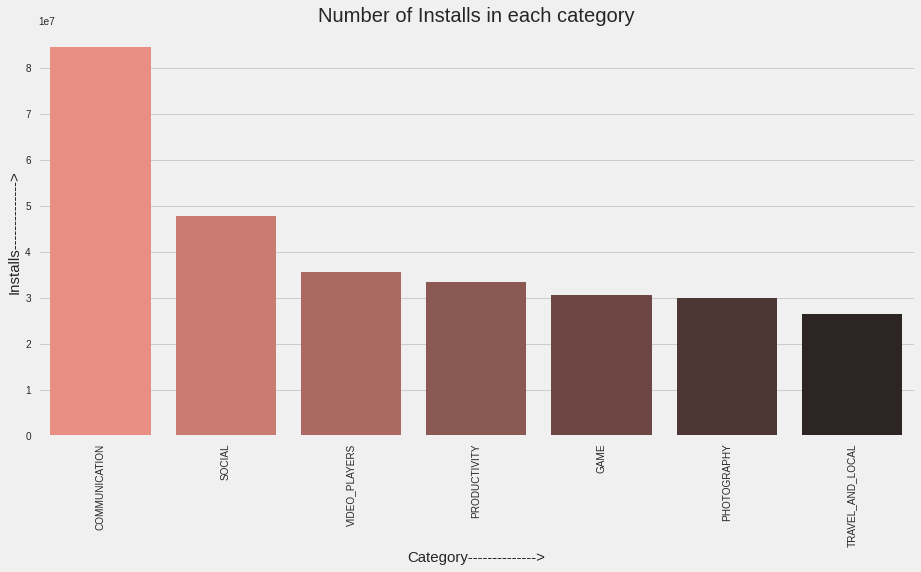 Number of Installs in each category
1e7
8
7
6
5
4
3
2
1
0
Installs-------------->
COMMUNICATION
SOCIAL
VIDEO_PLAYERS
PRODUCTIVITY
GAME
PHOTOGRAPHY
TRAVEL_AND_LOCAL
Category-------------->